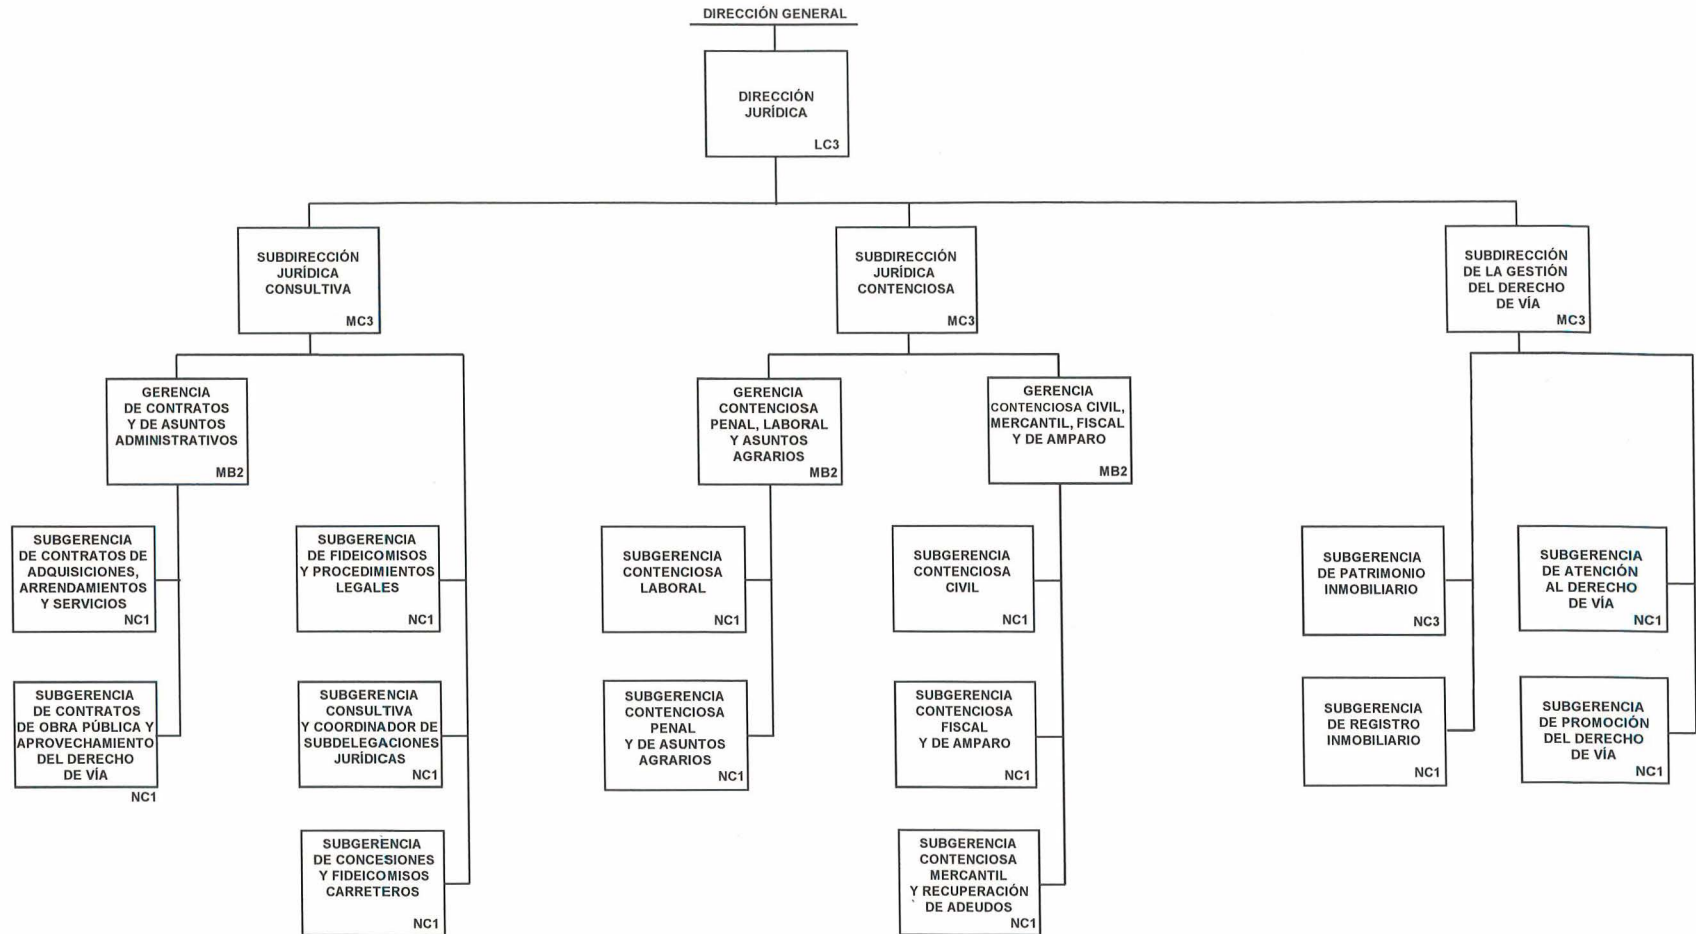 DIRECCIÓN GENERAL
DIRECCIÓN
JURÍDICA
LC3
SUBDIRECCIÓN
JURÍDICA
CONSULTIVA
MC3
SUBDIRECCIÓN
JURÍDICA
CONTENCIOSA
MC3
SUBDIRECCIÓN
DE LA GESTIÓN
DEL DERECHO
DE VÍA
MC3
GERENCIA
DE CONTRATOS
Y DE ASUNTOS
ADMINISTRATIVOS
MB2
GERENCIA
CONTENCIOSA
PENAL, LABORAL
Y ASUNTOS
AGRARIOS
MB2
GERENCIA
CONTENCIOSA CIVIL,
MERCANTIL, FISCAL
Y DE AMPARO
MB2
SUBGERENCIA
DE CONTRATOS DE
ADQUISICIONES,
ARRENDAMIENTOS
Y SERVICIOS
NC1
SUBGERENCIA
DE FIDEICOMISOS
Y PROCEDIMIENTOS
LEGALES
NC1
SUBGERENCIA
CONTENCIOSA
LABORAL
NC1
SUBGERENCIA
CONTENCIOSA
CIVIL
NC1
SUBGERENCIA
DE PATRIMONIO
INMOBILIARIO
NC3
SUBGERENCIA
DE ATENCIÓN
AL DERECHO
DE VÍA
NC1
SUBGERENCIA
DE CONTRATOS
DE OBRA PÚBLICA Y
APROVECHAMIENTO
DEL DERECHO
DE VÍA
NC1
SUBGERENCIA
CONSULTIVA
Y COORDINADOR DE
SUBDELEGACIONES
JURÍDICAS
NC1
SUBGERENCIA
CONTENCIOSA
PENAL
Y DE ASUNTOS
AGRARIOS
NC1
SUBGERENCIA
CONTENCIOSA
FISCAL
Y DE AMPARO
NC1
SUBGERENCIA
DE REGISTRO
INMOBILIARIO
NC1
SUBGERENCIA
DE PROMOCIÓN
DEL DERECHO
DE VÍA
NC1
SUBGERENCIA
DE CONCESIONES
Y FIDEICOMISOS
CARRETEROS
NC1
SUBGERENCIA
CONTENCIOSA
MERCANTIL
Y RECUPERACIÓN
DE ADEUDOS
NC1